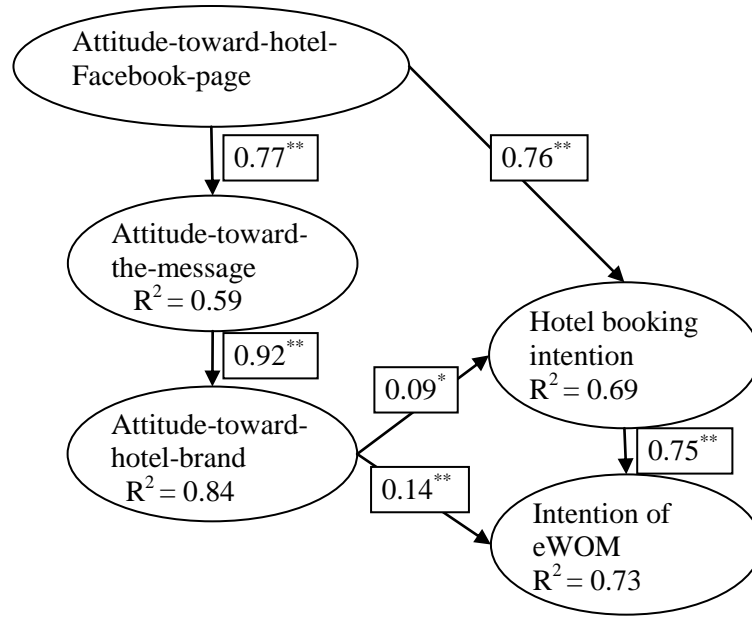 Attitude-toward-hotel-
Facebook-page
0.77**
0.76**
Attitude-toward-
the-message
R² = 0.59
Hotel booking
intention
R² = 0.69
0.92**
0.09*
Attitude-toward-
hotel-brand
R² = 0.84
0.75**
0.14**
Intention of
eWOM
R² = 0.73